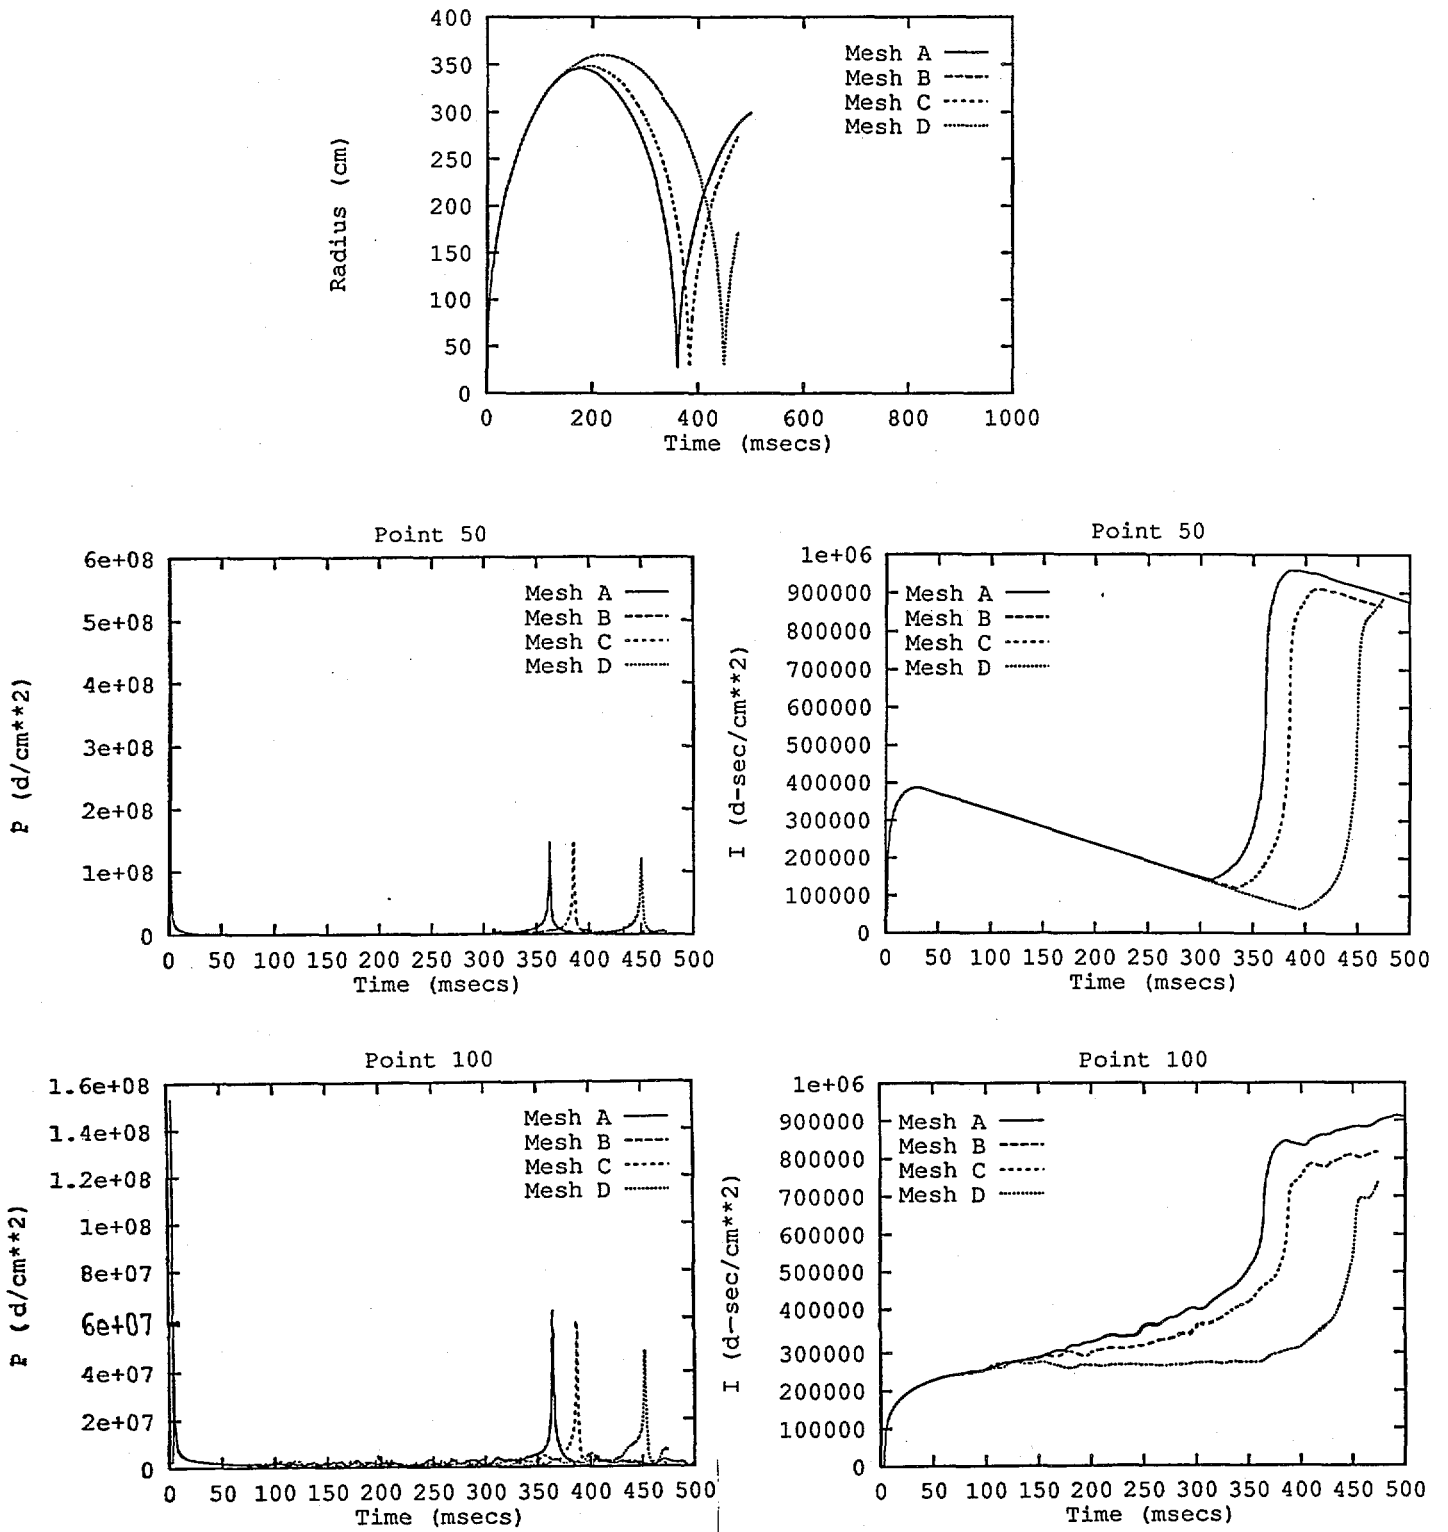 400
350
300
250
200
150
100
50
0
Radius (cm)
Mesh A
Mesh B
Mesh C
Mesh D
0 200 400 600 800 1000
Time (msecs)
Point 50
6e+08
5e+08
4e+08
3e+08
2e+08
1e+08
0
P (d/cm**2)
Mesh A
Mesh B
Mesh C
Mesh D
0 50 100 150 200 250 300 350 400 450 500
Time (msecs)
Point 50
1e+06
900000
800000
700000
600000
500000
400000
300000
200000
100000
0
I (d-sec/cm**2)
Mesh A
Mesh B
Mesh C
Mesh D
0 50 100 150 200 250 300 350 400 450 500
Time (msecs)
Point 100
1.6e+08
1.4e+08
1.2e+08
1e+08
8e+07
6e+07
4e+07
2e+07
0
P (d/cm**2)
Mesh A
Mesh B
Mesh C
Mesh D
0 50 100 150 200 250 300 350 400 450 500
Time (msecs)
Point 100
1e+06
900000
800000
700000
600000
500000
400000
300000
200000
100000
0
I (d-sec/cm**2)
Mesh A
Mesh B
Mesh C
Mesh D
0 50 100 150 200 250 300 350 400 450 500
Time (msecs)